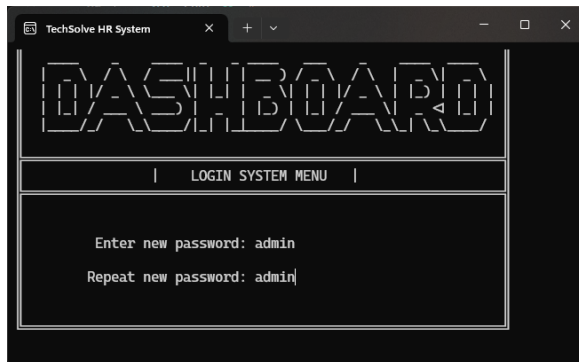 TechSolve HR System
DASHBOARD
| LOGIN SYSTEM MENU |
Enter new password: admin
Repeat new password: admin